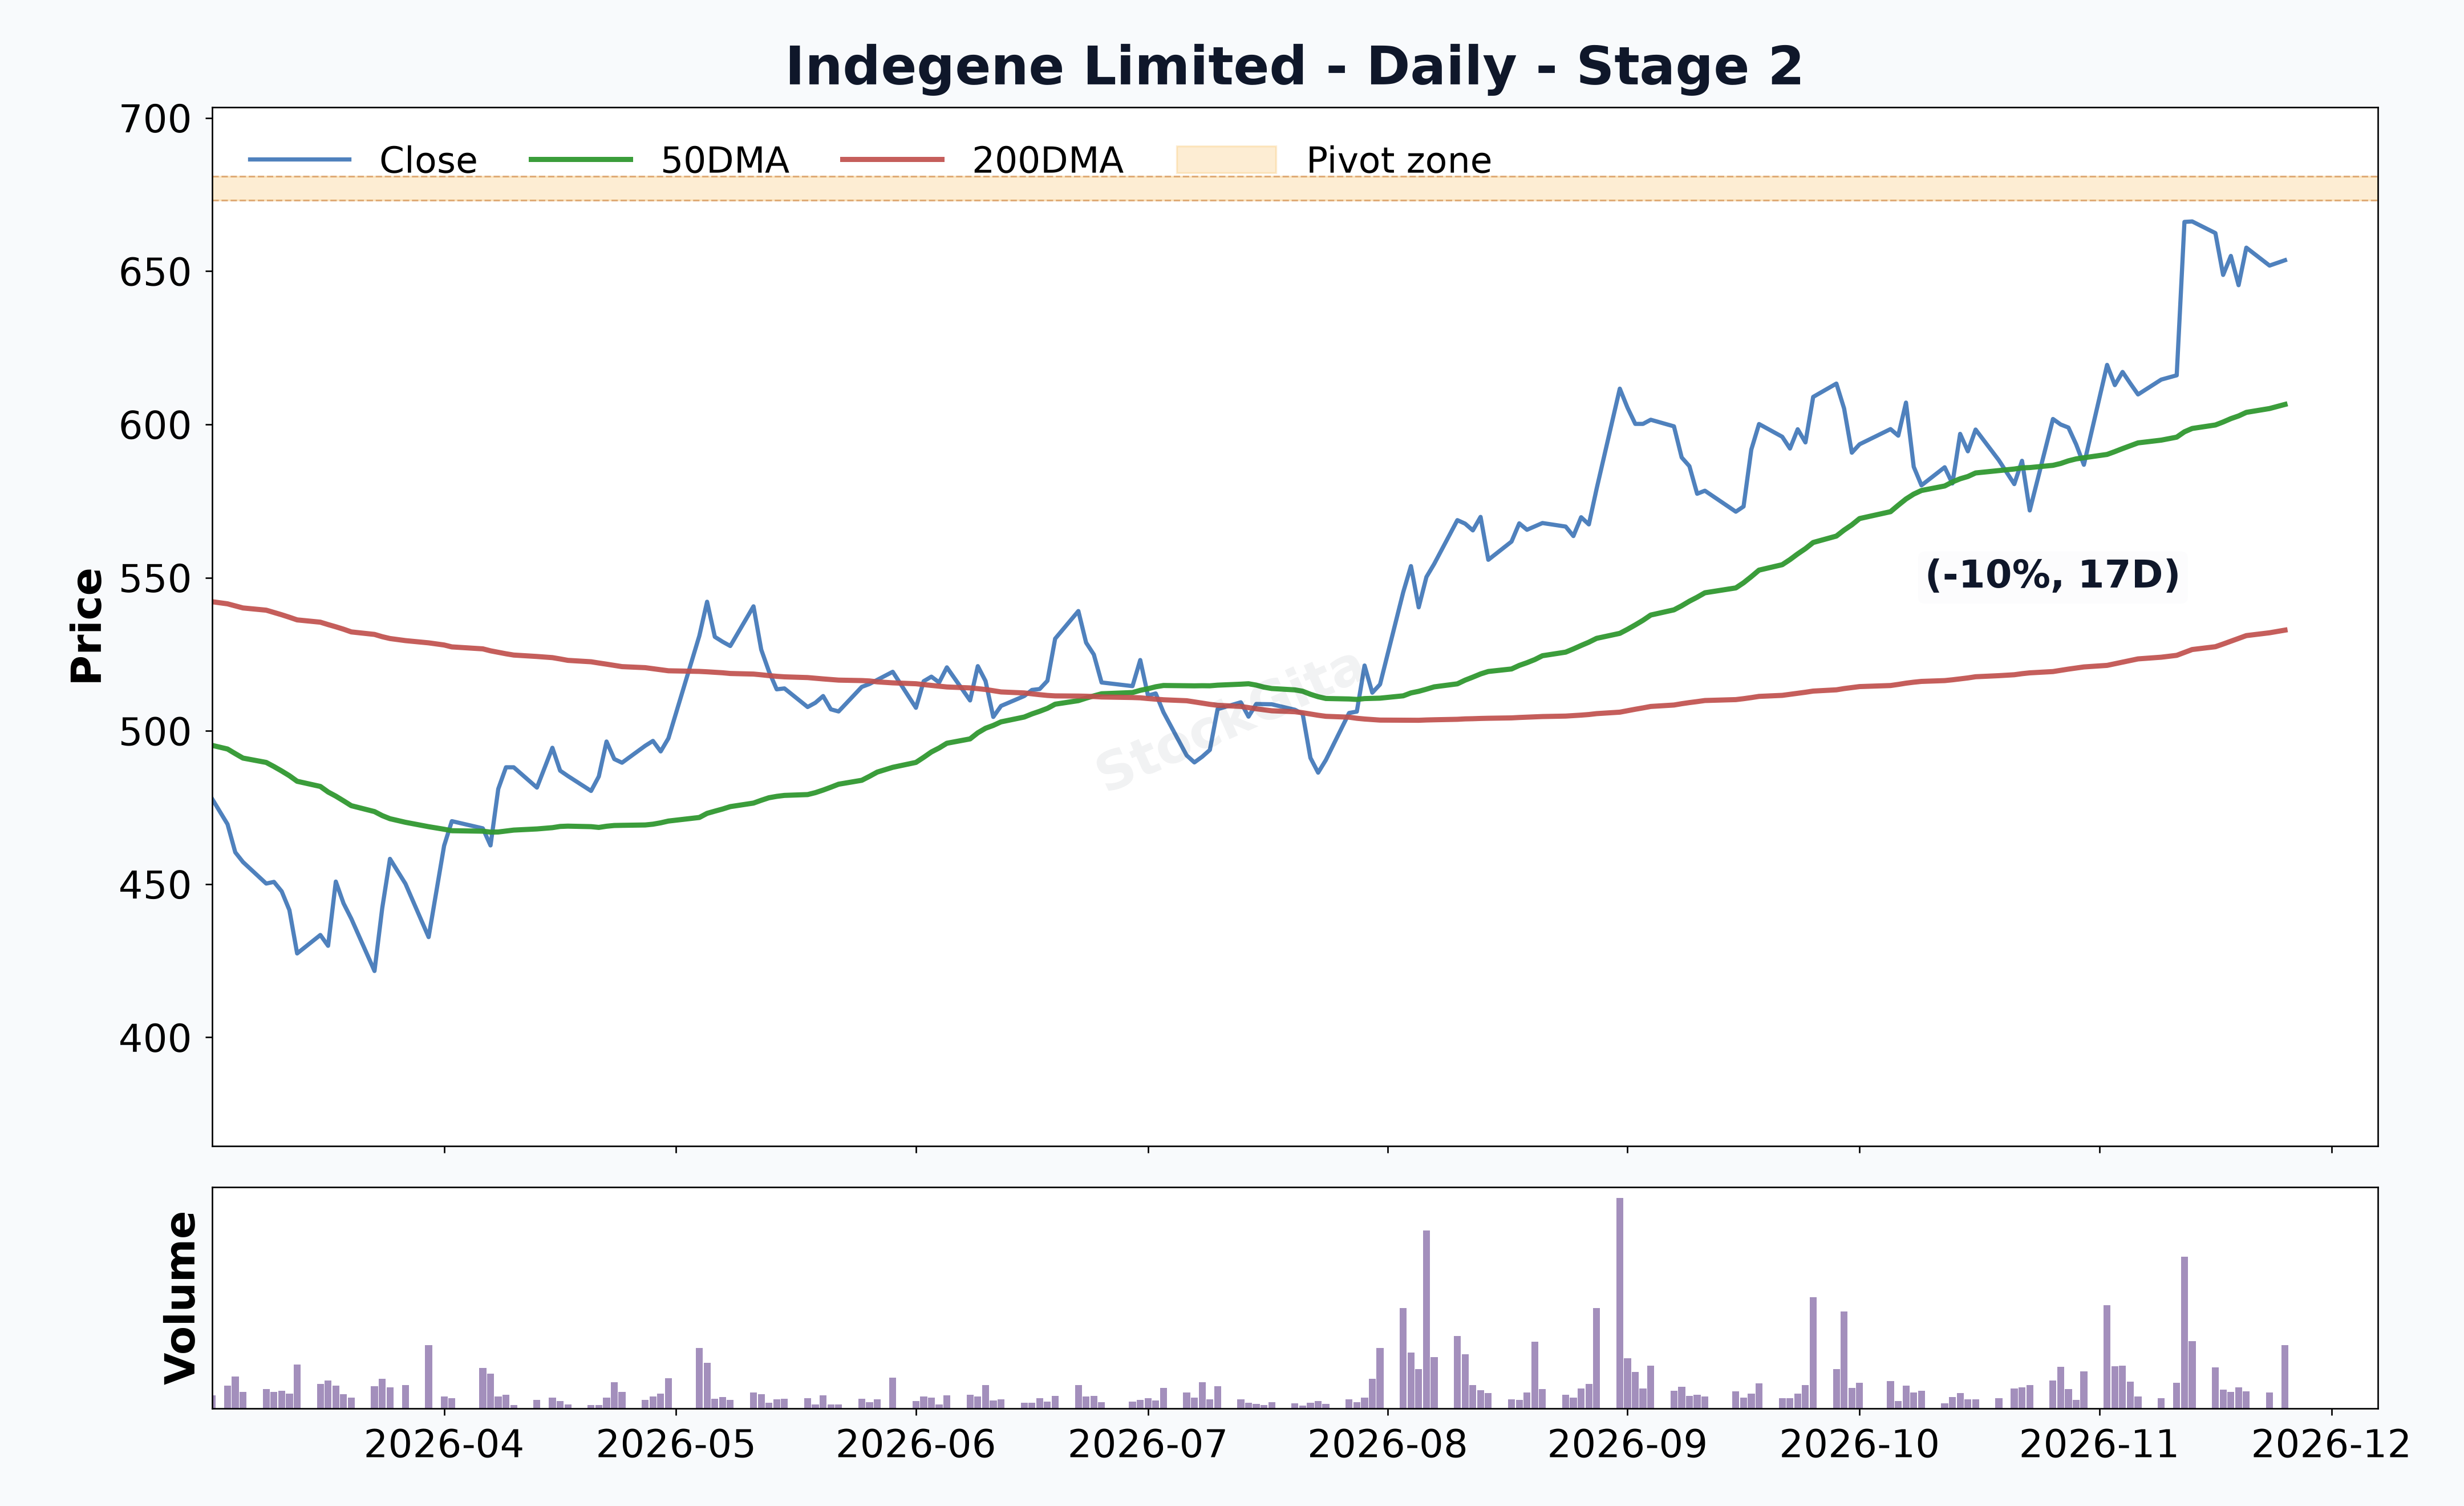 Indegene Limited - Daily - Stage 2
Close 50DMA 200DMA Pivot zone
700
650
600
550
500
450
400
Price
(-10%, 17D)
StockGita
Volume
2026-04 2026-05 2026-06 2026-07 2026-08 2026-09 2026-10 2026-11 2026-12